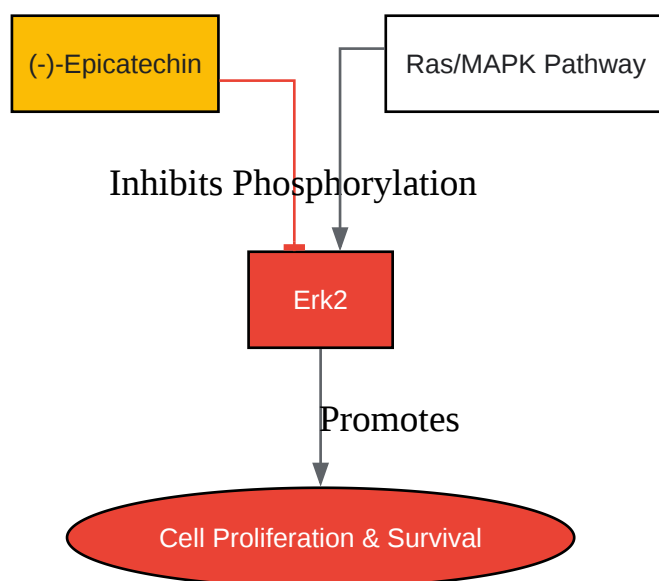 (-)-Epicatechin
Ras/MAPK Pathway
Inhibits Phosphorylation
Erk2
Promotes
Cell Proliferation & Survival